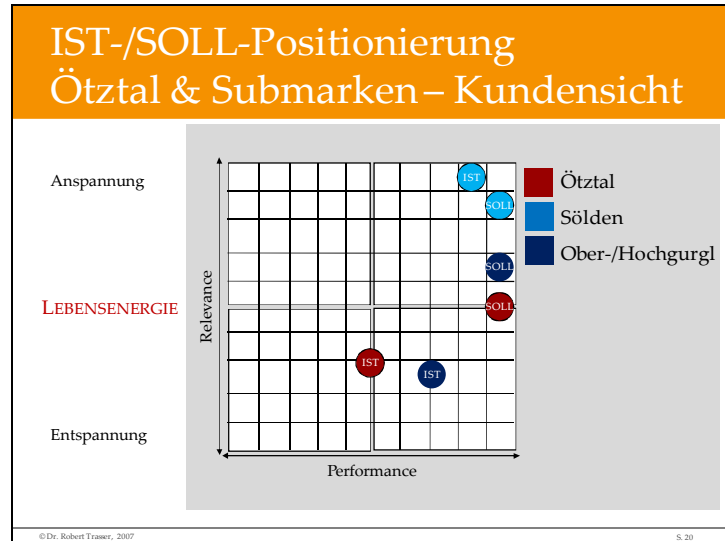 IST-/SOLL-Positionierung
Ötztal & Submarken – Kundensicht
Anspannung
LEBENSENERGIE
Entspannung
Relevance
IST
SOLL
SOLL
SOLL
IST
IST
Performance
Ötztal
Sölden
Ober-/Hochgurgl
© Dr. Robert Trasser, 2007
S. 20